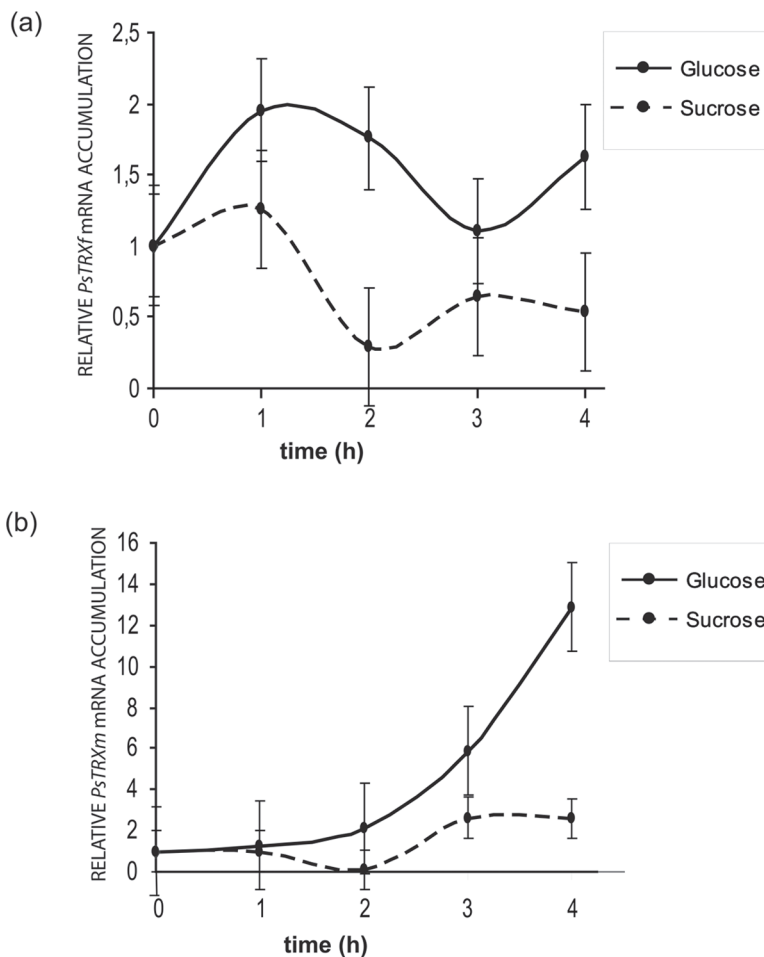 (a)
RELATIVE PsTRXf mRNA ACCUMULATION
2,5
2
1,5
1
0,5
0
0 1 2 3 4
time (h)
Glucose
Sucrose
(b)
RELATIVE PsTRXm mRNA ACCUMULATION
16
14
12
10
8
6
4
2
0
0 1 2 3 4
time (h)
Glucose
Sucrose